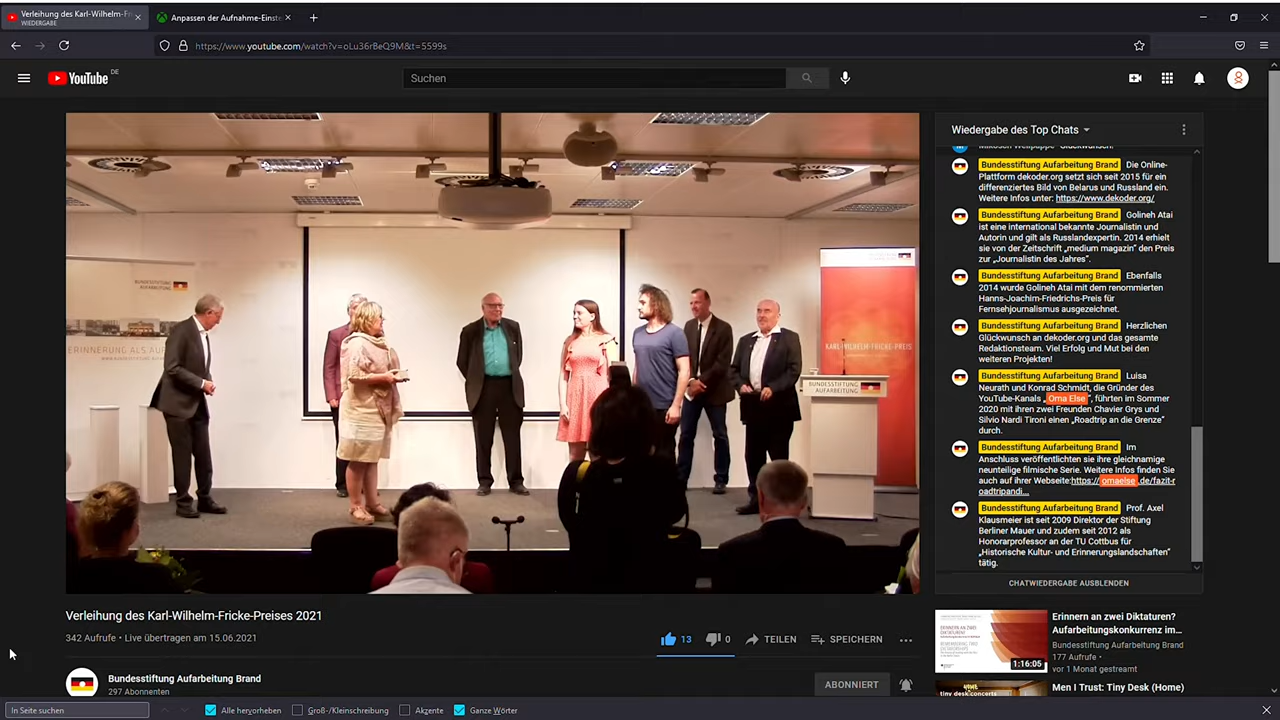 Verleihung des Karl-Wilhelm-Fr
WIEDERGABE
Anpassen der Aufnahme-Einste
https://www.youtube.com/watch?v=oLu36rBeQ9M&t=5599s
YouTube DE
Suchen
BUNDESSTIFTUNG
AUFARBEITUNG
ERINNERUNG ALS AUF
KARL-WILHELM-FRICKE-PREIS
BUNDESSTIFTUNG
AUFARBEITUNG
Wiedergabe des Top Chats
Bundesstiftung Aufarbeitung Brand Die Online-
Plattform dekoder.org setzt sich seit 2015 für ein
differenziertes Bild von Belarus und Russland ein.
Weitere Infos unter: https://www.dekoder.org/
Bundesstiftung Aufarbeitung Brand Golineh Atai
ist eine international bekannte Journalistin und
Autorin und gilt als Russlandexpertin. 2014 erhielt
sie von der Zeitschrift „medium magazin" den Preis
zur „Journalistin des Jahres".
Bundesstiftung Aufarbeitung Brand Ebenfalls
2014 wurde Golineh Atai mit dem renommierten
Hanns-Joachim-Friedrichs-Preis für
Fernsehjournalismus ausgezeichnet.
Bundesstiftung Aufarbeitung Brand Herzlichen
Glückwunsch an dekoder.org und das gesamte
Redaktionsteam. Viel Erfolg und Mut bei den
weiteren Projekten!
Bundesstiftung Aufarbeitung Brand Luisa
Neurath und Konrad Schmidt, die Gründer des
YouTube-Kanals „Oma Else", führten im Sommer
2020 mit ihren zwei Freunden Chavier Grys und
Silvio Nardi Tironi einen „Roadtrip an die Grenze"
durch.
Bundesstiftung Aufarbeitung Brand Im
Anschluss veröffentlichten sie ihre gleichnamige
neunteilige filmische Serie. Weitere Infos finden Sie
auch auf ihrer Webseite:https://omaelse.de/fazit-r
oadtripandi...
Bundesstiftung Aufarbeitung Brand Prof. Axel
Klausmeier ist seit 2009 Direktor der Stiftung
Berliner Mauer und zudem seit 2012 als
Honorarprofessor an der TU Cottbus für
„Historische Kultur- und Erinnerungslandschaften"
tätig.
CHATWIEDERGABE AUSBLENDEN
Verleihung des Karl-Wilhelm-Fricke-Preises 2021
342 Aufrufe • Live übertragen am 15.06.2021
13
0
TEILEN
SPEICHERN
Bundesstiftung Aufarbeitung Brand
297 Abonnenten
ABONNIERT
1:16:05
Erinnern an zwei Diktaturen?
Aufarbeitungskonkurrenz im...
Bundesstiftung Aufarbeitung Brand
177 Aufrufe •
vor 1 Monat gestreamt
tiny desk concerts
Men I Trust: Tiny Desk (Home)
In Seite suchen
Alle hervorheben
Groß-/Kleinschreibung
Akzente
Ganze Wörter